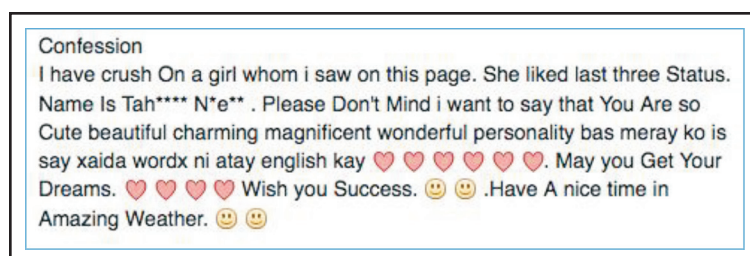 Confession
I have crush On a girl whom i saw on this page. She liked last three Status.
Name Is Tah**** N*e** . Please Don't Mind i want to say that You Are so
Cute beautiful charming magnificent wonderful personality bas meray ko is
say xaida wordx ni atay english kay ♥ ♥ ♥ ♥ ♥ ♥. May you Get Your
Dreams. ♥ ♥ ♥ ♥ Wish you Success. 🙂 🙂 .Have A nice time in
Amazing Weather. 🙂 🙂